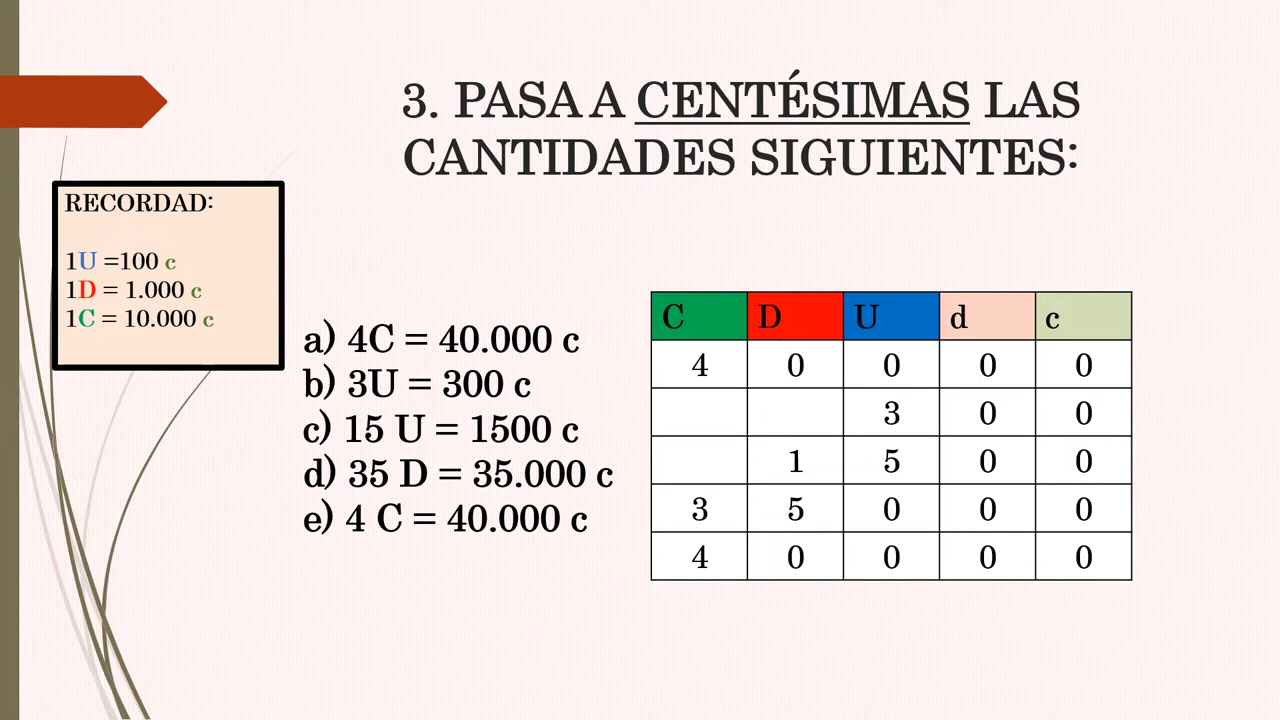 3. PASA A CENTÉSIMAS LAS
CANTIDADES SIGUIENTES:
RECORDAD:
1U =100 c
1D = 1.000 c
1C = 10.000 c
a) 4C = 40.000 c
b) 3U = 300 c
c) 15 U = 1500 c
d) 35 D = 35.000 c
e) 4 C = 40.000 c
C D U d c
4 0 0 0 0
3 0 0
1 5 0 0
3 5 0 0 0
4 0 0 0 0